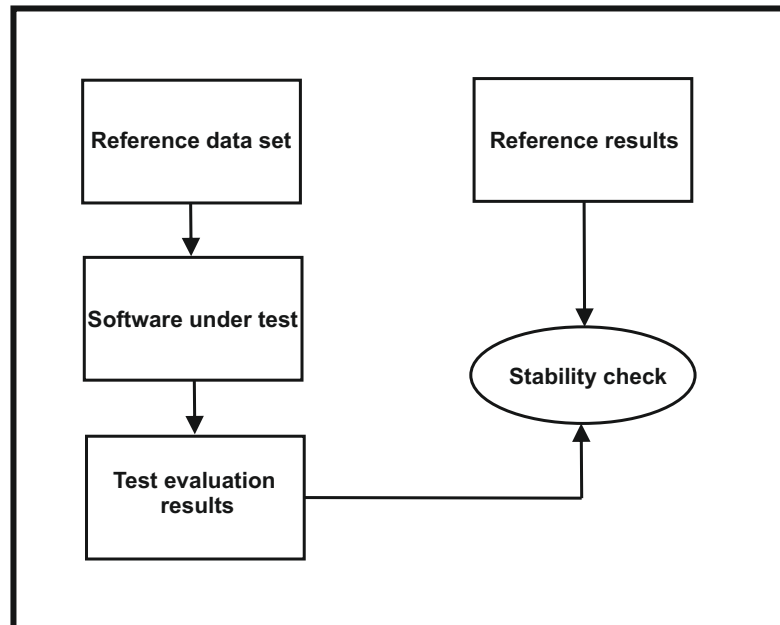 Reference data set
Reference results
Software under test
Stability check
Test evaluation
results